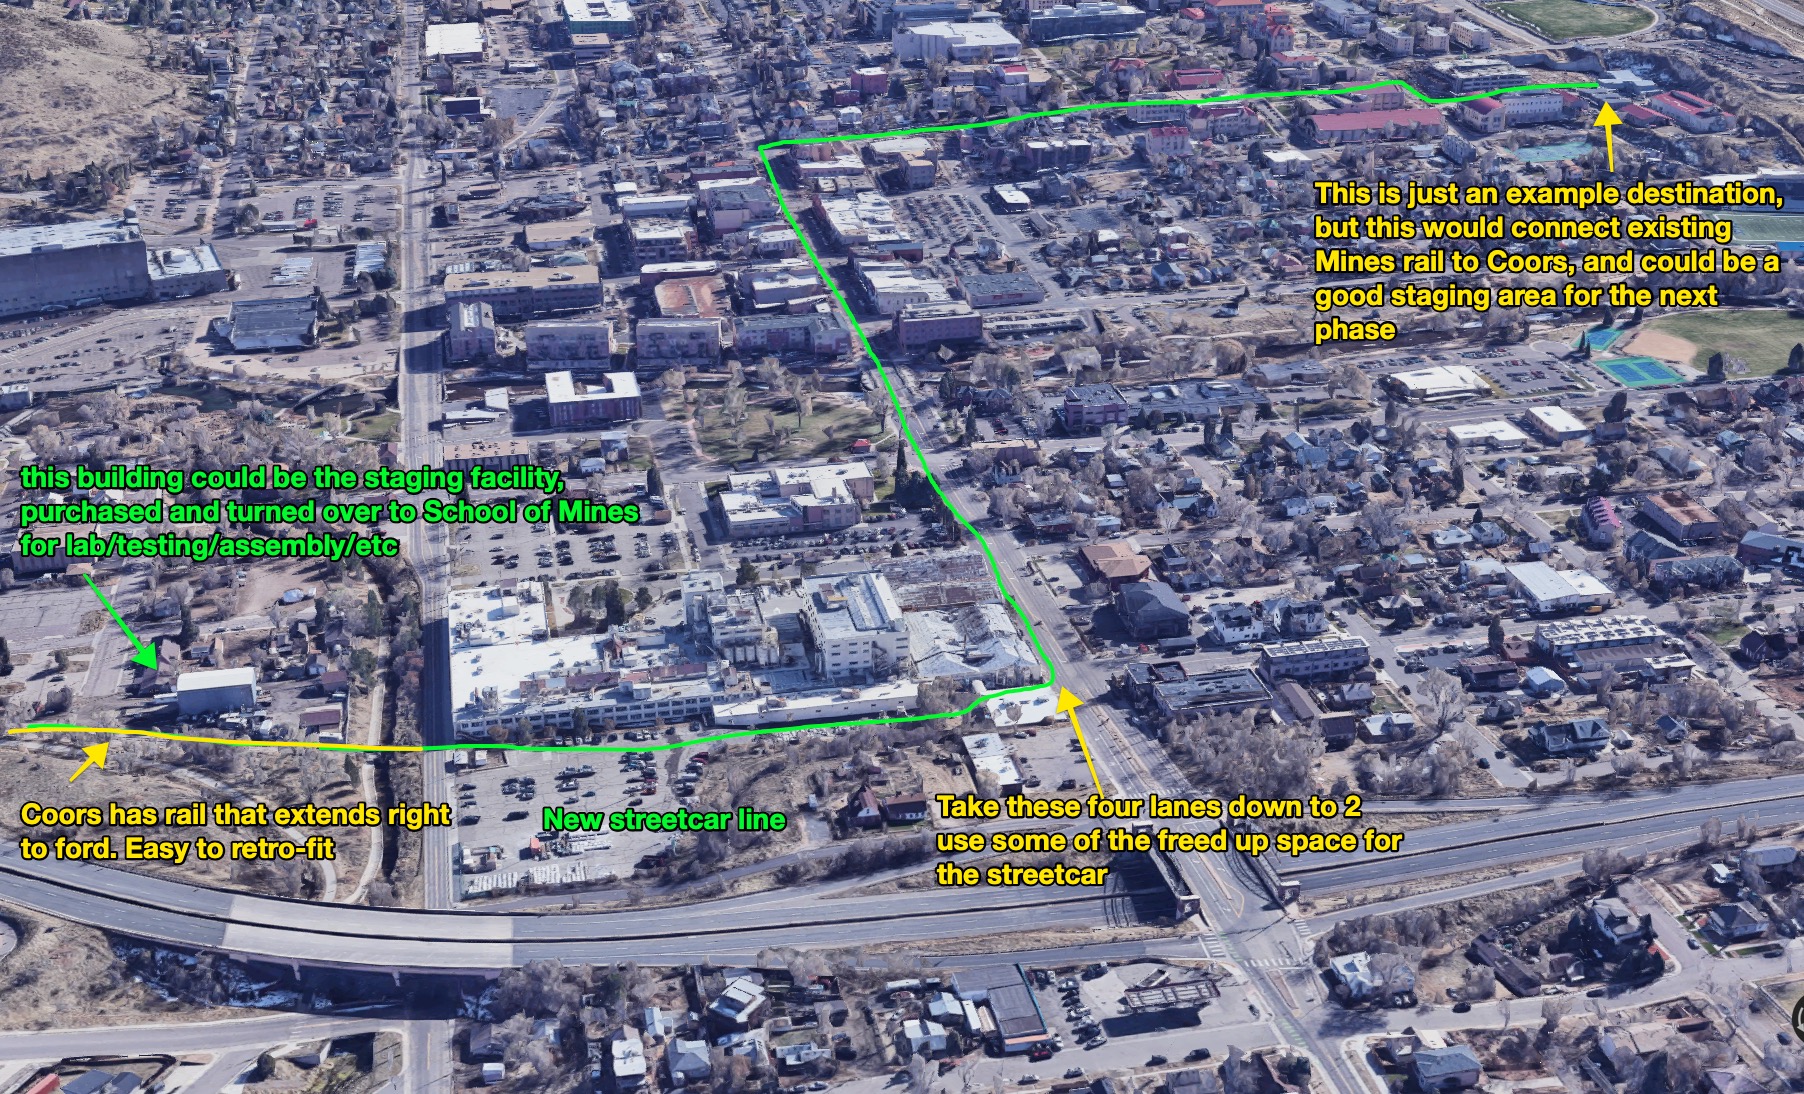 This is just an example destination,
but this would connect existing
Mines rail to Coors, and could be a
good staging area for the next
phase
this building could be the staging facility,
purchased and turned over to School of Mines
for lab/testing/assembly/etc
Coors has rail that extends right
to ford. Easy to retro-fit
New streetcar line
Take these four lanes down to 2
use some of the freed up space for
the streetcar